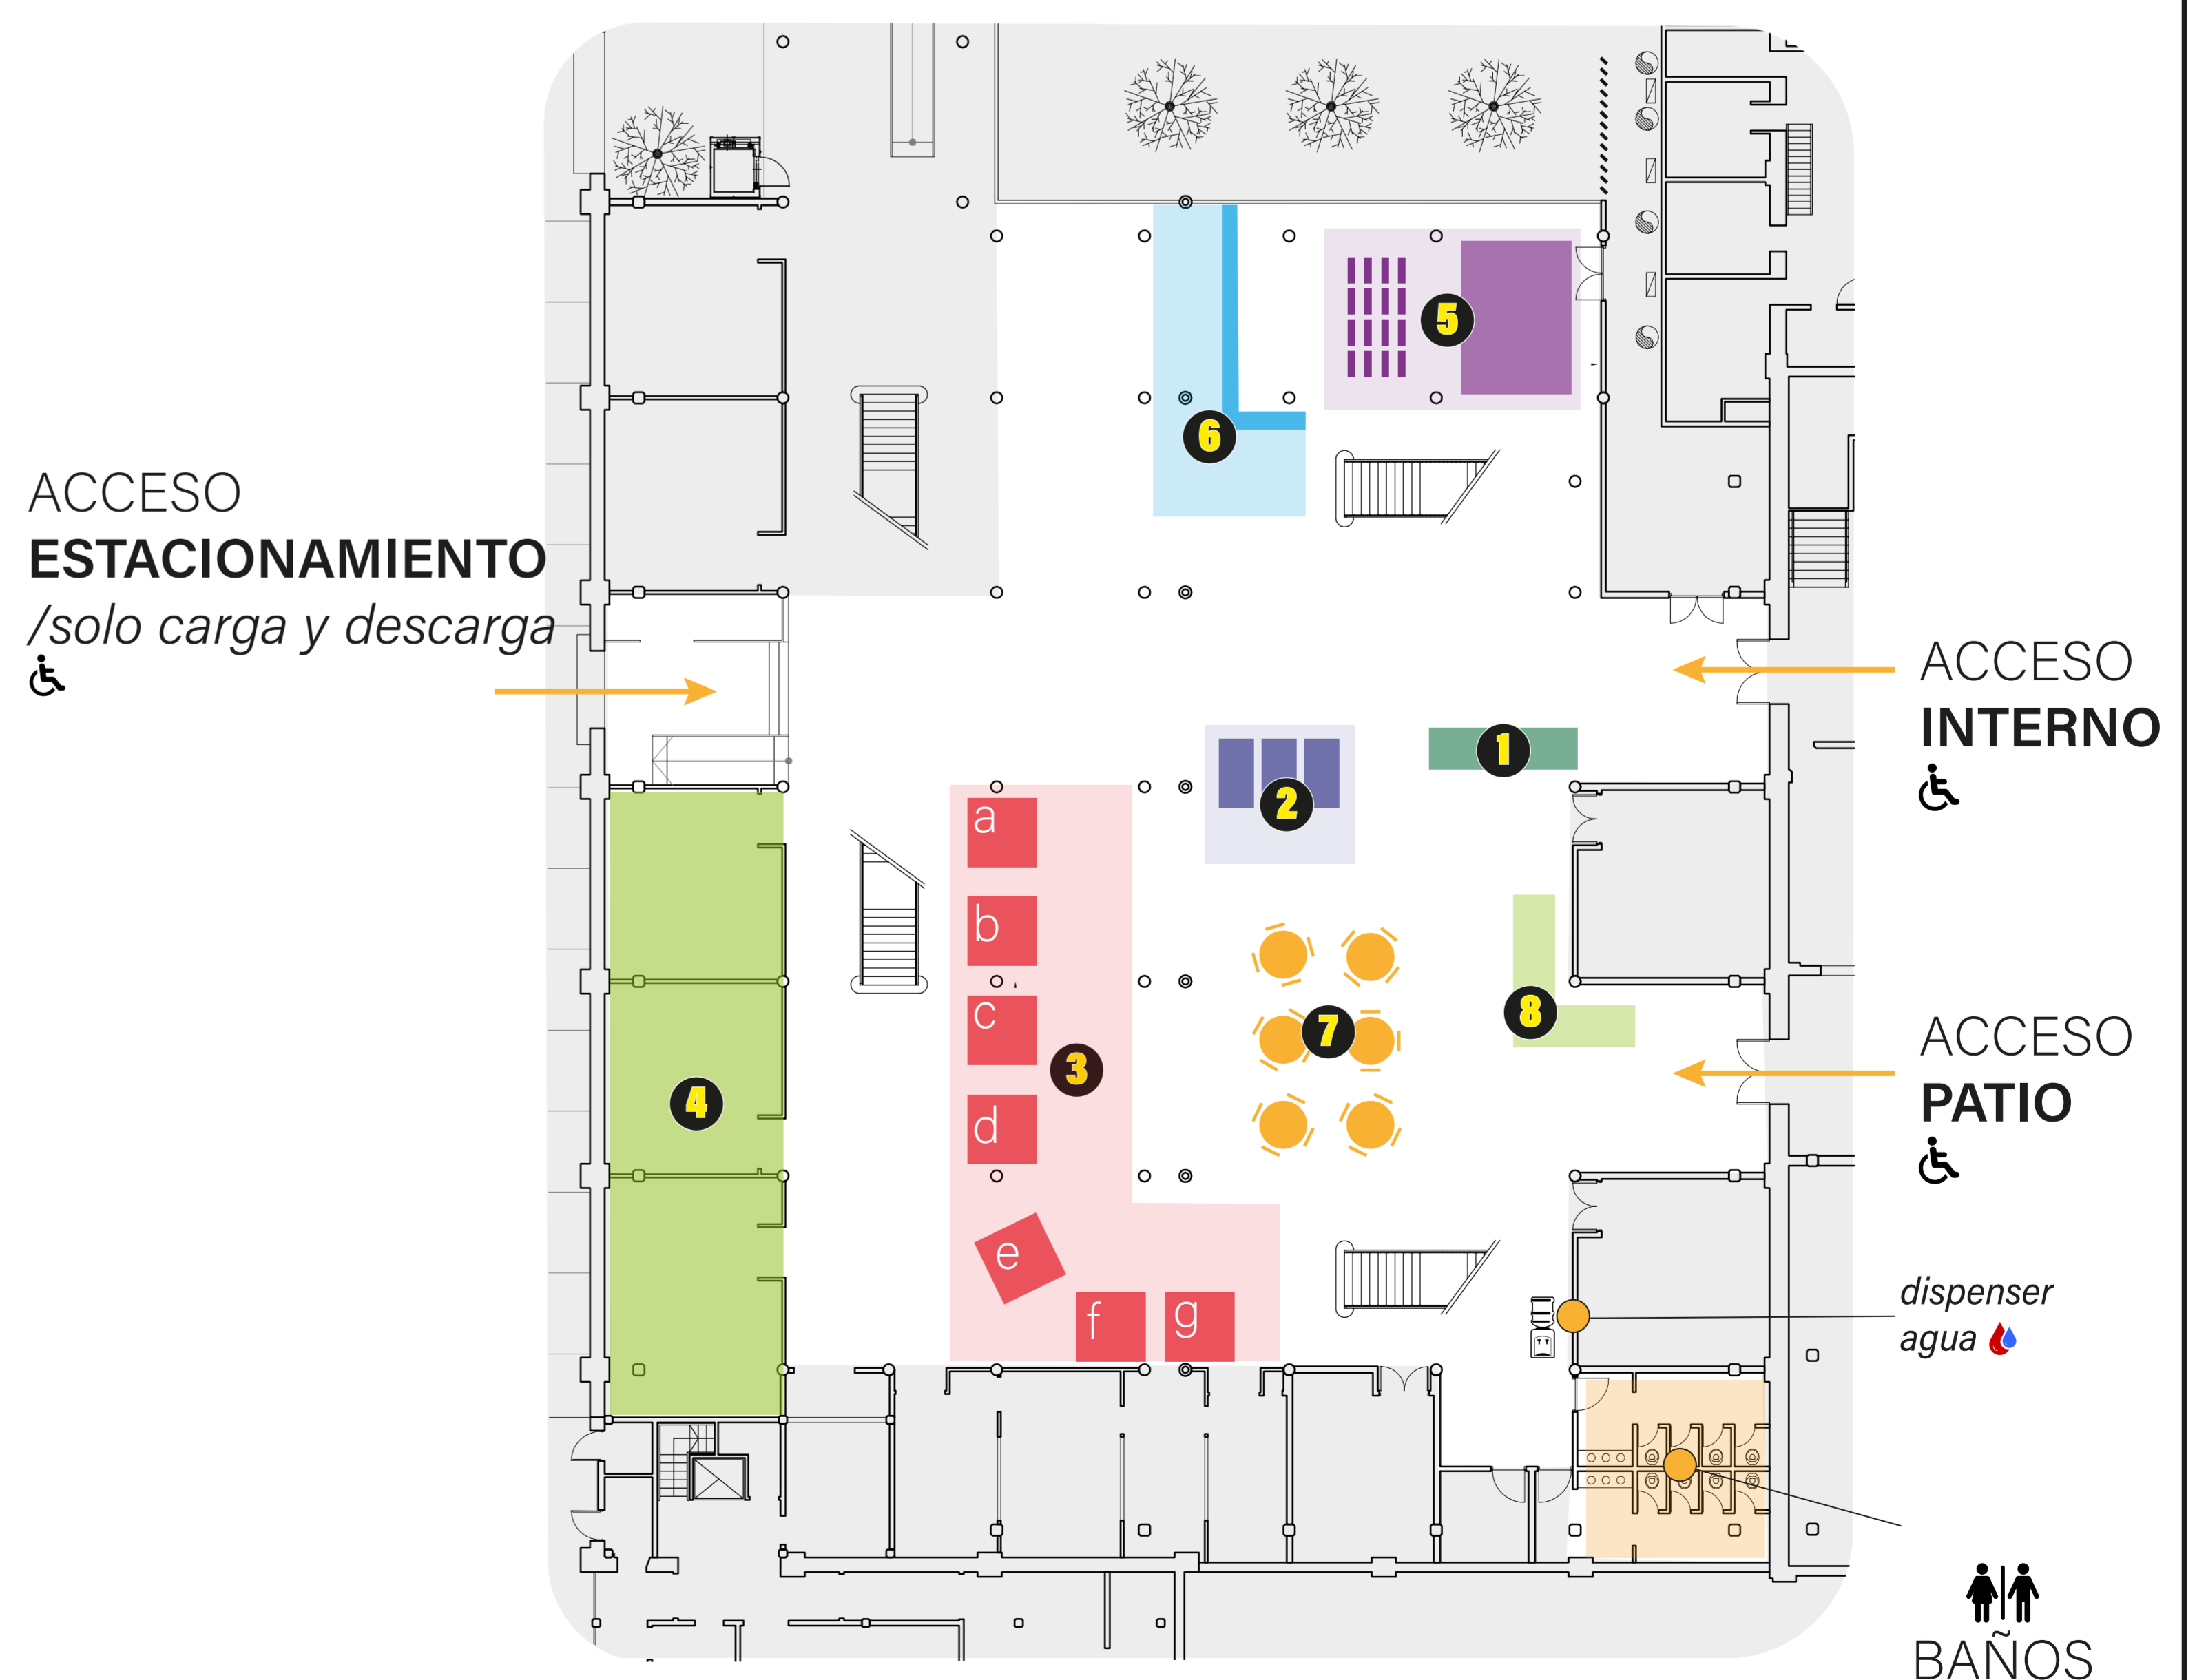 ACCESO
ESTACIONAMIENTO
/solo carga y descarga
5
6
ACCESO
INTERNO
1
2
a
b
c
d
e
f
g
3
4
7
8
ACCESO
PATIO
dispenser
agua
BAÑOS